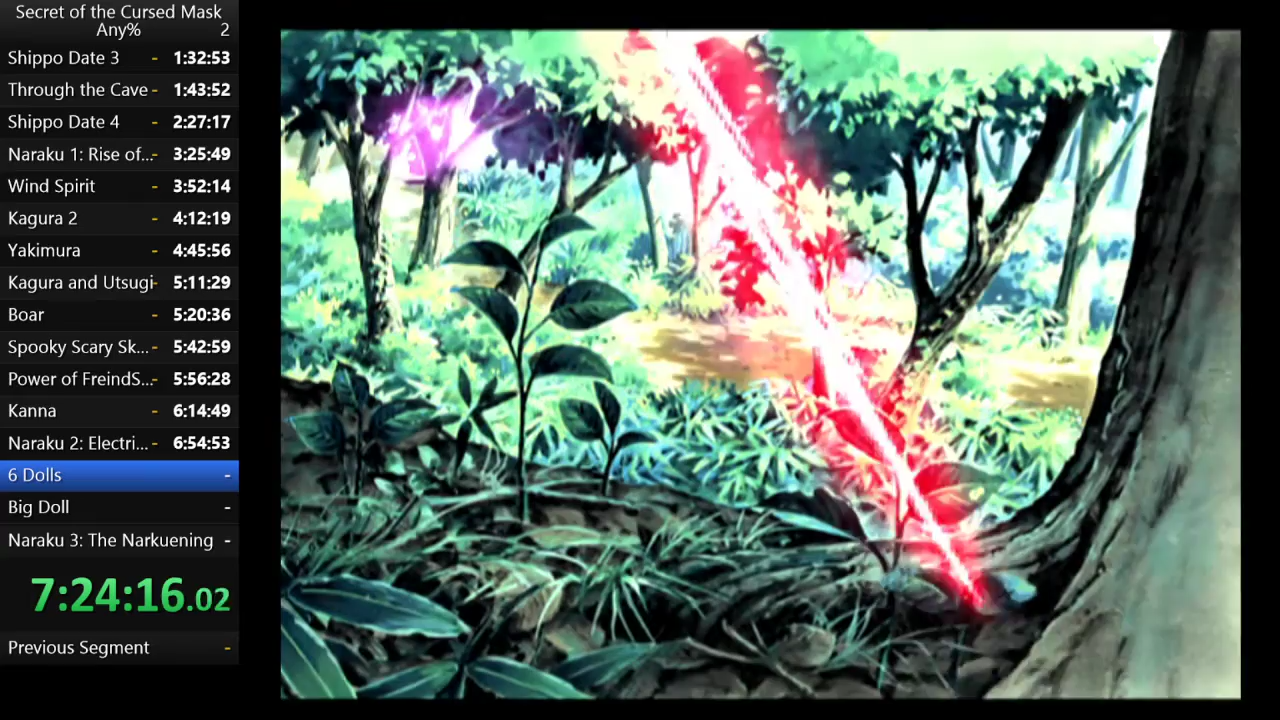 Secret of the Cursed Mask
Any% 2
Shippo Date 3 - 1:32:53
Through the Cave - 1:43:52
Shippo Date 4 - 2:27:17
Naraku 1: Rise of... - 3:25:49
Wind Spirit - 3:52:14
Kagura 2 - 4:12:19
Yakimura - 4:45:56
Kagura and Utsugi - 5:11:29
Boar - 5:20:36
Spooky Scary Sk... - 5:42:59
Power of FreindS... - 5:56:28
Kanna - 6:14:49
Naraku 2: Electri... - 6:54:53
6 Dolls -
Big Doll -
Naraku 3: The Narkuening -
7:24:16.02
Previous Segment -